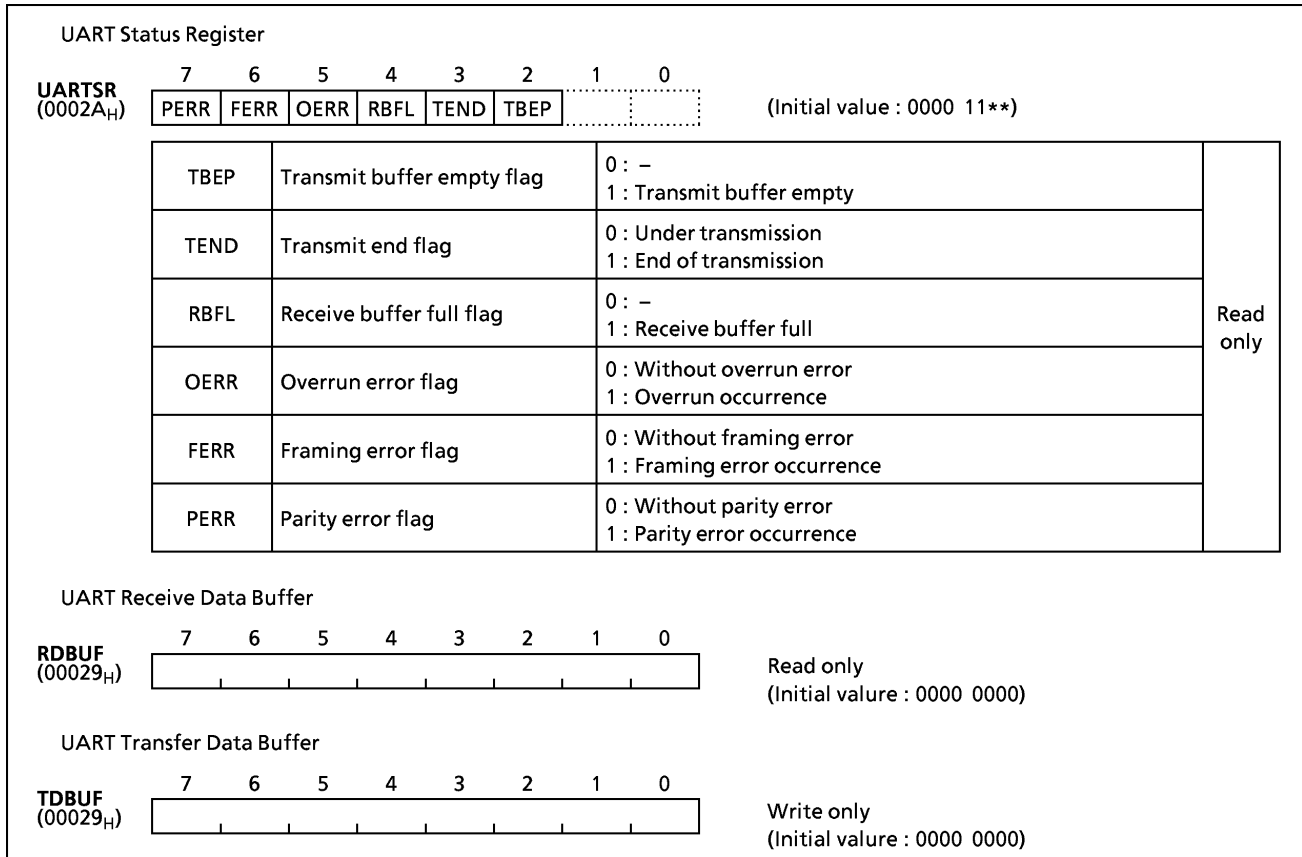 UART Status Register
7 6 5 4 3 2 1 0
UARTSR
(0002AH)
PERR FERR OERR RBFL TEND TBEP
(Initial value : 0000 11**)
TBEP Transmit buffer empty flag
0 : –
1 : Transmit buffer empty
TEND Transmit end flag
0 : Under transmission
1 : End of transmission
RBFL Receive buffer full flag
0 : –
1 : Receive buffer full
OERR Overrun error flag
0 : Without overrun error
1 : Overrun occurrence
FERR Framing error flag
0 : Without framing error
1 : Framing error occurrence
PERR Parity error flag
0 : Without parity error
1 : Parity error occurrence
Read
only
UART Receive Data Buffer
7 6 5 4 3 2 1 0
RDBUF
(00029H)
Read only
(Initial valure : 0000 0000)
UART Transfer Data Buffer
7 6 5 4 3 2 1 0
TDBUF
(00029H)
Write only
(Initial valure : 0000 0000)